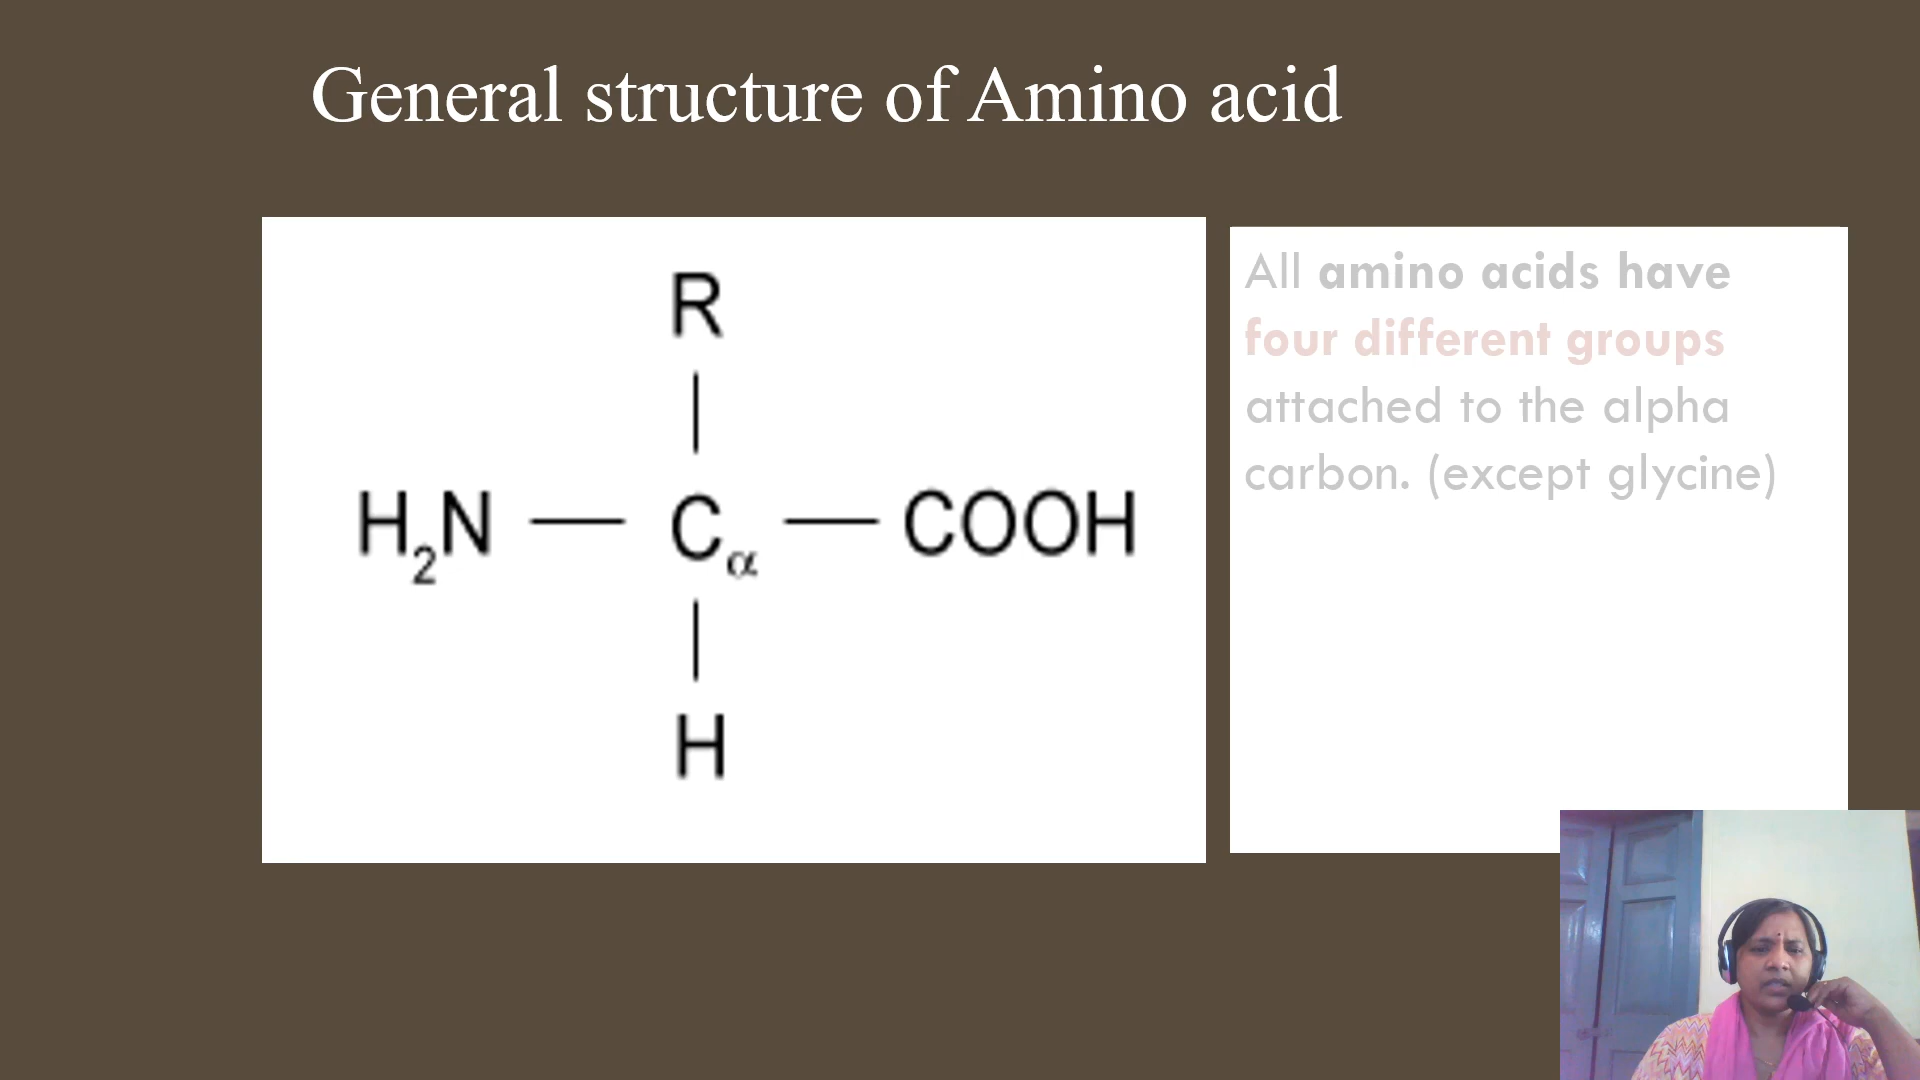 General structure of Amino acid
R
H₂N — Cα — COOH
H
All amino acids have
four different groups
attached to the alpha
carbon. (except glycine)